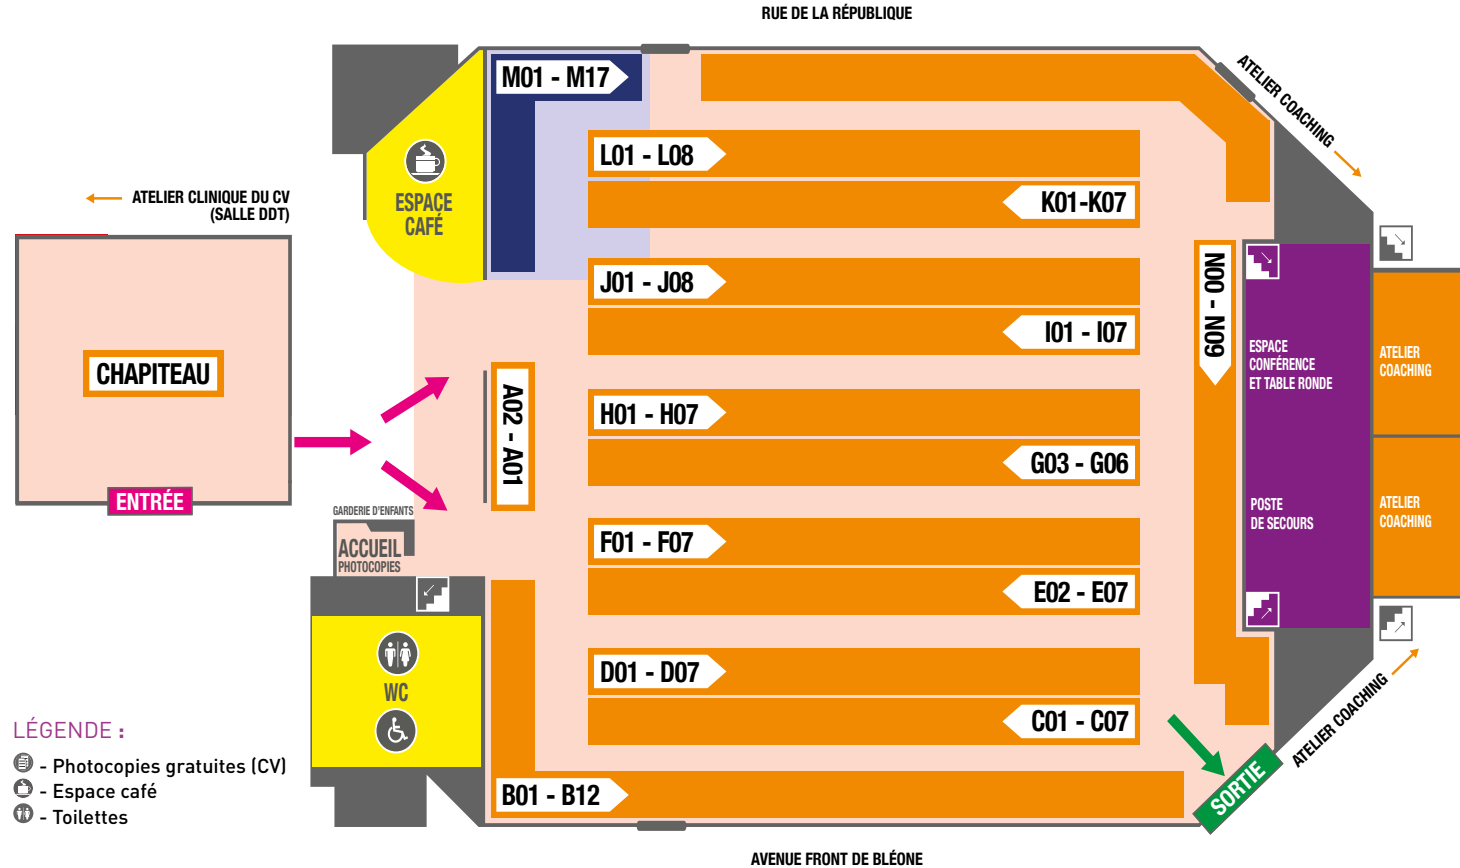 RUE DE LA RÉPUBLIQUE
M01 - M17
ATELIER COACHING
L01 - L08
ESPACE
CAFÉ
K01-K07
ATELIER CLINIQUE DU CV
(SALLE DDT)
J01 - J08
N00 - N09
I01 - I07
ESPACE
CONFÉRENCE
ET TABLE RONDE
ATELIER
COACHING
CHAPITEAU
A02 - A01
H01 - H07
G03 - G06
ENTRÉE
GARDERIE D'ENFANTS
ACCUEIL
PHOTOCOPIES
POSTE
DE SECOURS
ATELIER
COACHING
F01 - F07
E02 - E07
WC
D01 - D07
C01 - C07
ATELIER COACHING
SORTIE
B01 - B12
LÉGENDE :
- Photocopies gratuites (CV)
- Espace café
- Toilettes
AVENUE FRONT DE BLÉONE